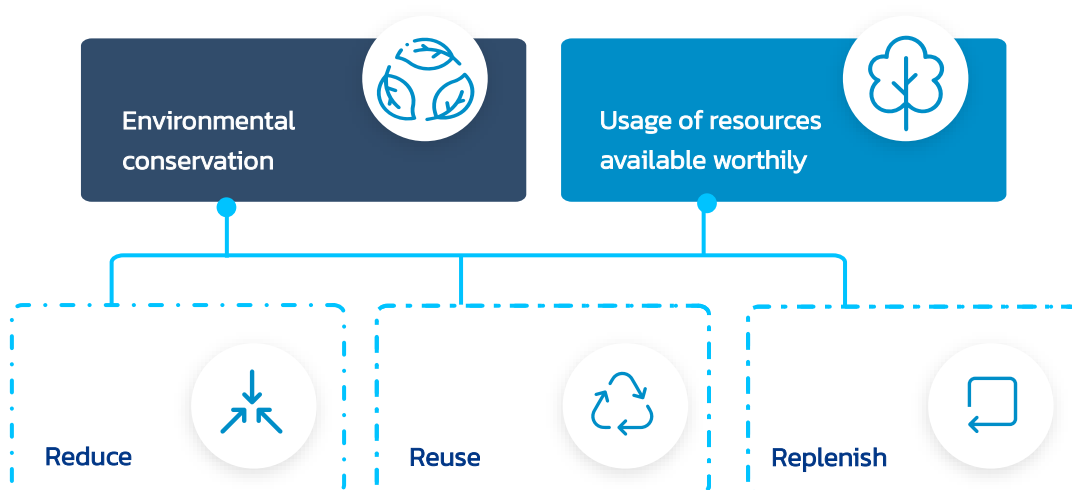 Environmental
conservation
Usage of resources
available worthily
Reduce
Reuse
Replenish